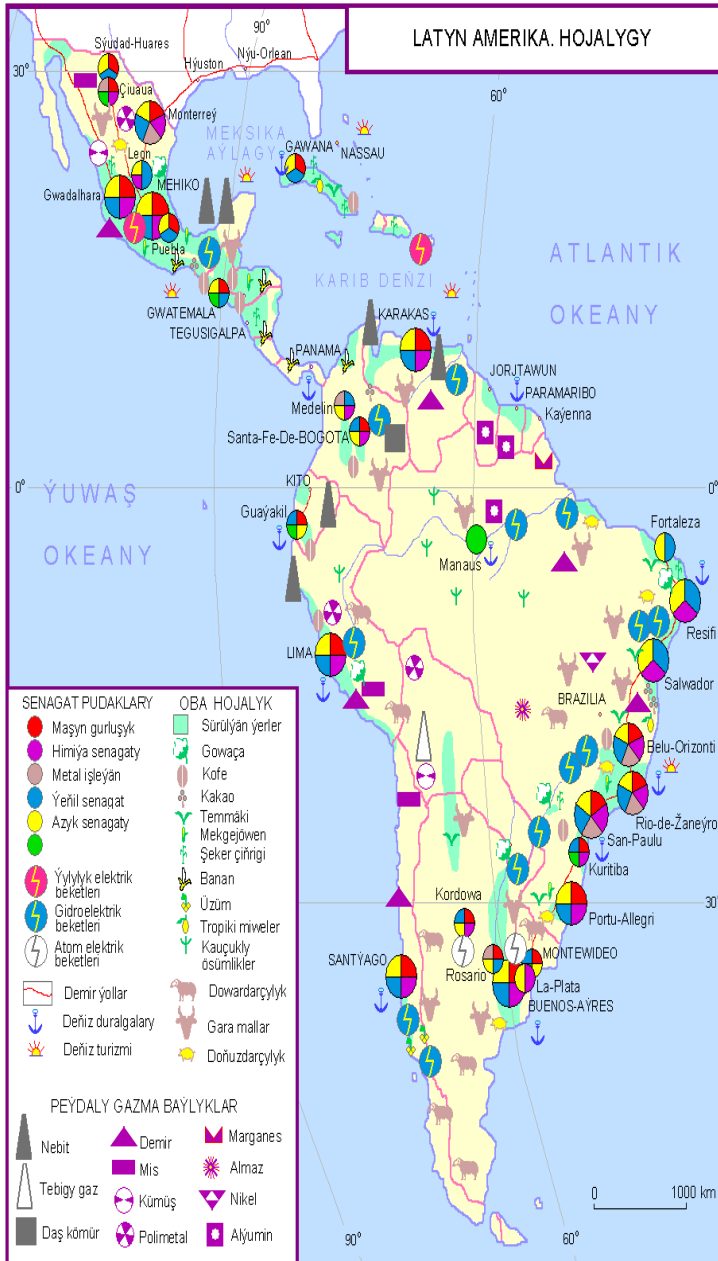 LATYN AMERIKA. HOJALYGY
90°
30°
60°
Sýudad-Huares
Hýuston
Nýu-Orlean
Çiuaua
Monterreý
MEKSIKA
AÝLAGY
GAWANA
NASSAU
Leon
MEHIKO
Gwadalhara
Puebla
ATLANTIK
OKEANY
KARIB DEŇZI
GWATEMALA
TEGUSIGALPA
KARAKAS
PANAMA
JORJTAWUN
PARAMARIBO
Kaýenna
Medelin
Santa-Fe-De-BOGOTA
0°
KITO
0°
ÝUWAŞ
OKEANY
Guaýakil
Manaus
Fortaleza
Resifi
LIMA
Salwador
BRAZILIA
Belu-Orizonti
Rio-de-Žaneýro
San-Paulu
Kuritiba
30°
30°
Portu-Allegri
Kordowa
MONTEWIDEO
Rosario
SANTÝAGO
La-Plata
BUENOS-AÝRES
SENAGAT PUDAKLARY
Maşyn gurluşyk
Himiýa senagaty
Metal işleýän
Ýeňil senagat
Azyk senagaty
Ýylylyk elektrik
beketleri
Gidroelektrik
beketleri
Atom elektrik
beketleri
Demir ýollar
Deňiz duralgalary
Deňiz turizmi
OBA HOJALYK
Sürülýän ýerler
Gowaça
Kofe
Kakao
Temmäki
Mekgejöwen
Şeker çiňrigi
Banan
Üzüm
Tropiki miweler
Kauçukly
ösümlikler
Dowardarçylyk
Gara mallar
Doňuzdarçylyk
PEÝDALY GAZMA BAÝLYKLAR
Nebit
Tebigy gaz
Daş kömür
Demir
Mis
Kümüş
Polimetal
Marganes
Almaz
Nikel
Alýumin
0
1000 km
90°
60°